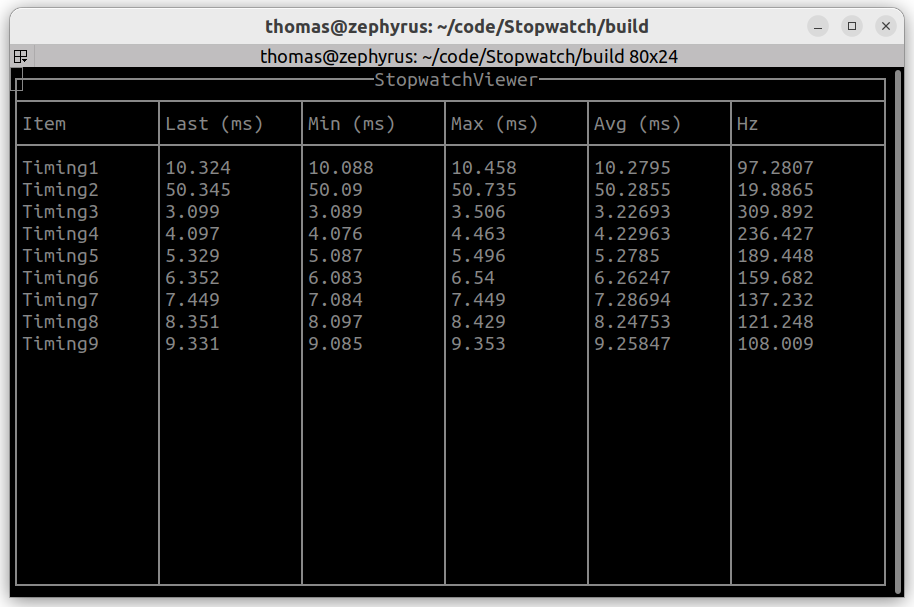 thomas@zephyrus: ~/code/Stopwatch/build
thomas@zephyrus: ~/code/Stopwatch/build 80x24
StopwatchViewer
Item Last (ms) Min (ms) Max (ms) Avg (ms) Hz
Timing1 10.324 10.088 10.458 10.2795 97.2807
Timing2 50.345 50.09 50.735 50.2855 19.8865
Timing3 3.099 3.089 3.506 3.22693 309.892
Timing4 4.097 4.076 4.463 4.22963 236.427
Timing5 5.329 5.087 5.496 5.2785 189.448
Timing6 6.352 6.083 6.54 6.26247 159.682
Timing7 7.449 7.084 7.449 7.28694 137.232
Timing8 8.351 8.097 8.429 8.24753 121.248
Timing9 9.331 9.085 9.353 9.25847 108.009